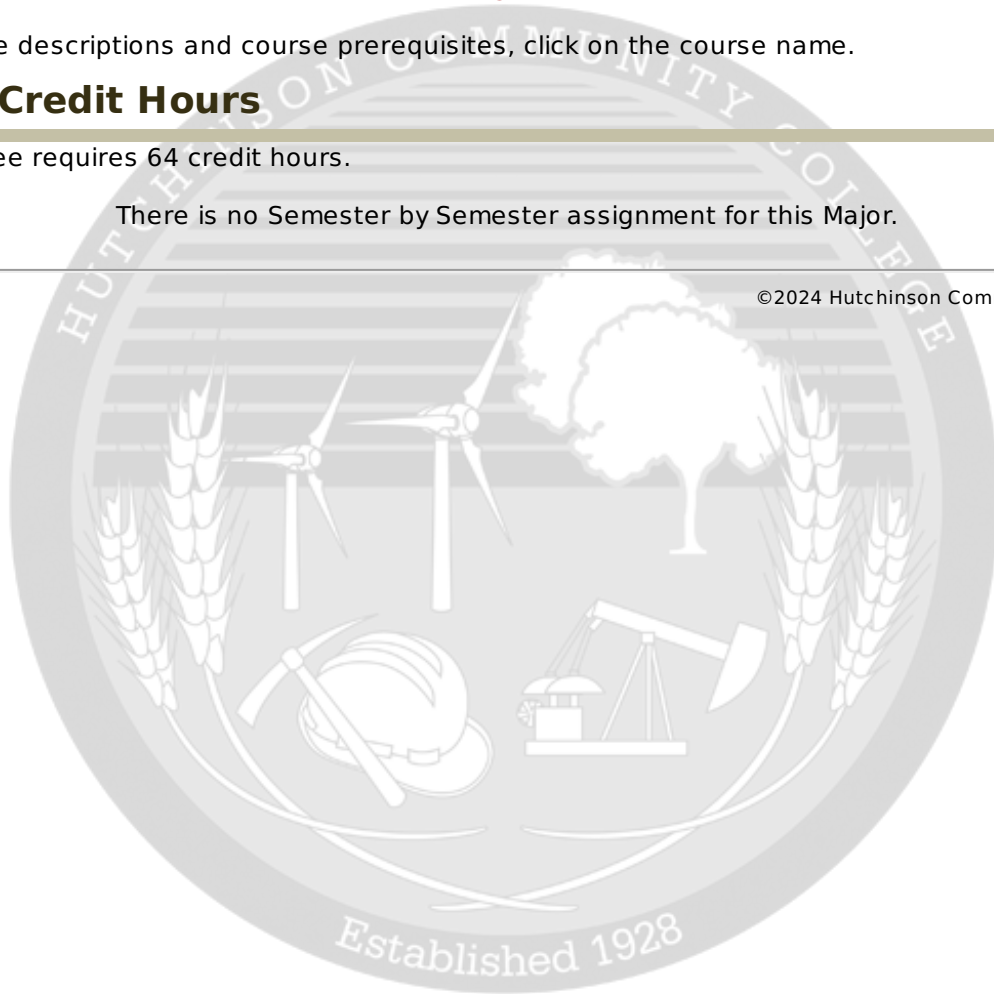 e descriptions and course prerequisites, click on the course name.
Credit Hours
ee requires 64 credit hours.
There is no Semester by Semester assignment for this Major.
©2024 Hutchinson Com
HUTCHINSON COMMUNITY COLLEGE
Established 1928